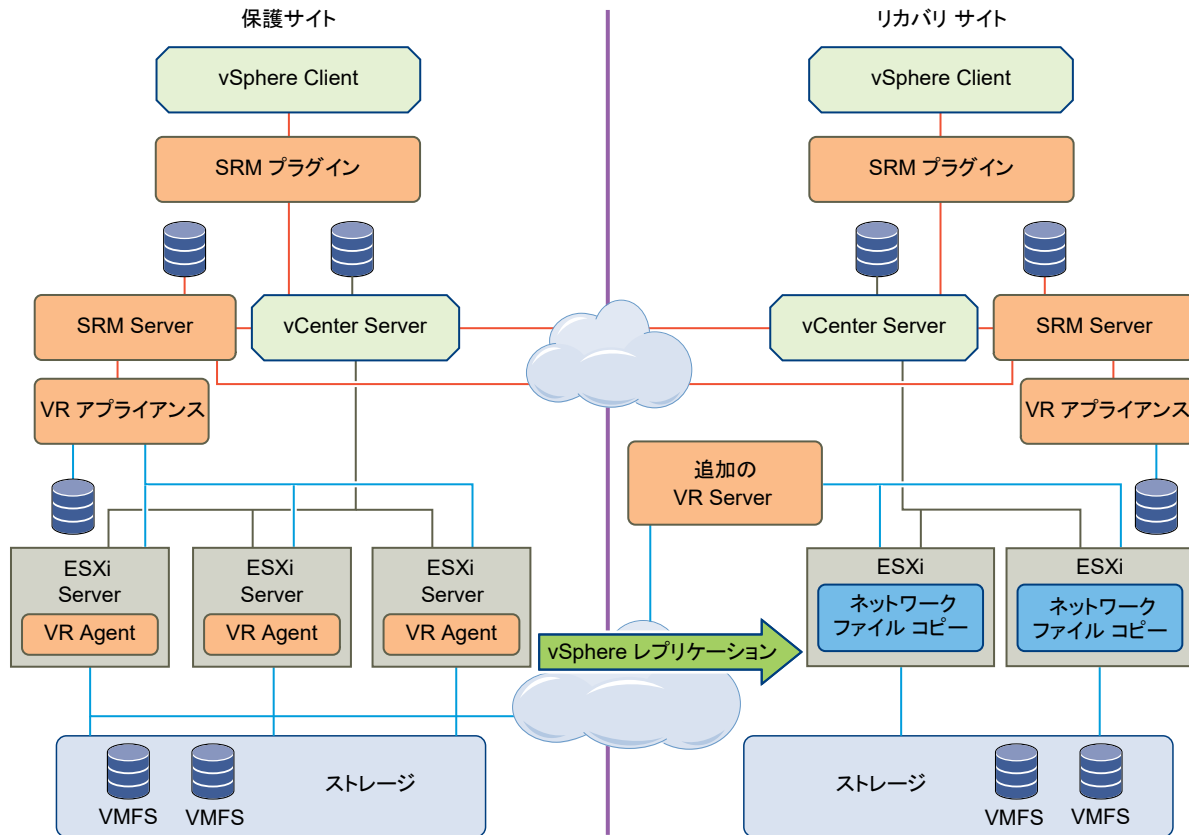 保護サイト
リカバリ サイト
vSphere Client
vSphere Client
SRM プラグイン
SRM プラグイン
SRM Server
vCenter Server
vCenter Server
SRM Server
VR アプライアンス
VR アプライアンス
追加の
VR Server
ESXi
Server
VR Agent
ESXi
Server
VR Agent
ESXi
Server
VR Agent
vSphere レプリケーション
ESXi
ネットワーク
ファイル コピー
ESXi
ネットワーク
ファイル コピー
ストレージ
VMFS
VMFS
ストレージ
VMFS
VMFS